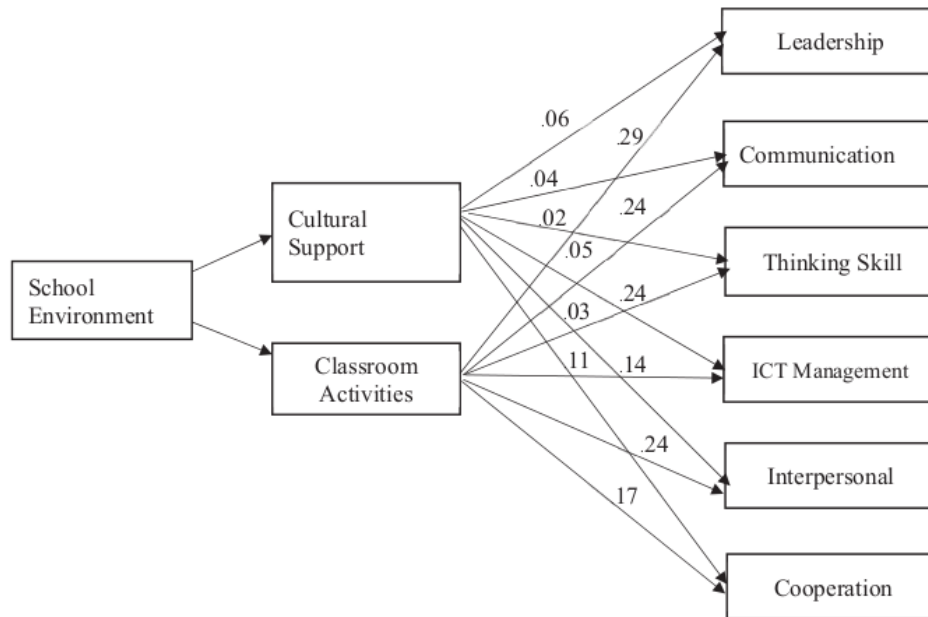 Leadership
.06
.29
Communication
.04
Cultural
Support
.24
.02
.05
Thinking Skill
School
Environment
.24
.03
Classroom
Activities
11
.14
ICT Management
.24
Interpersonal
17
Cooperation